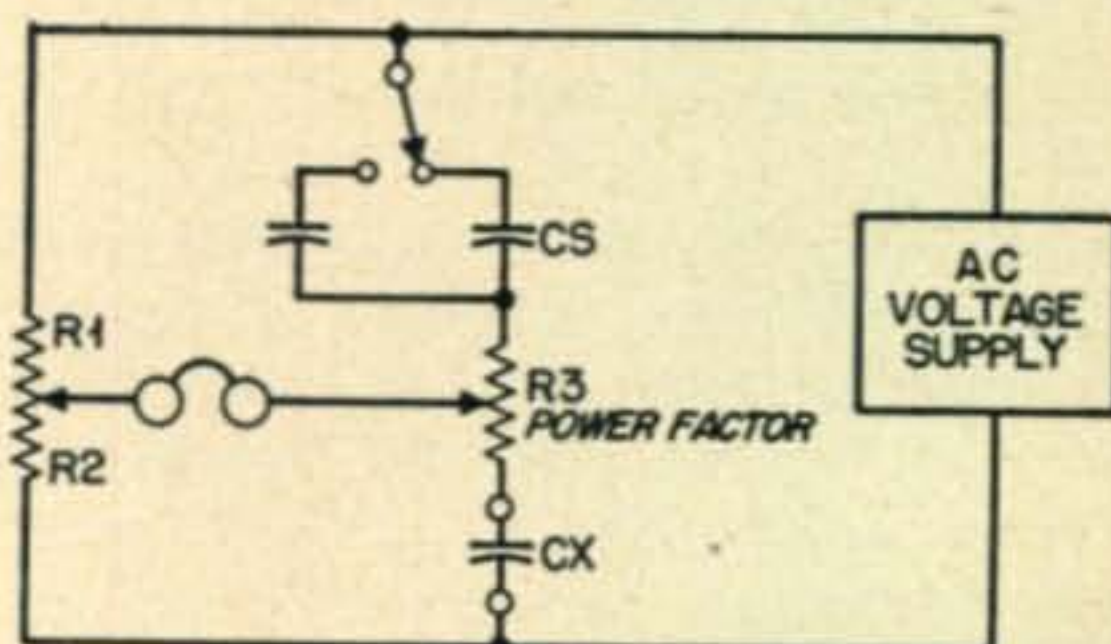 CS
AC
VOLTAGE
SUPPLY
R1
R3
POWER FACTOR
R2
CX